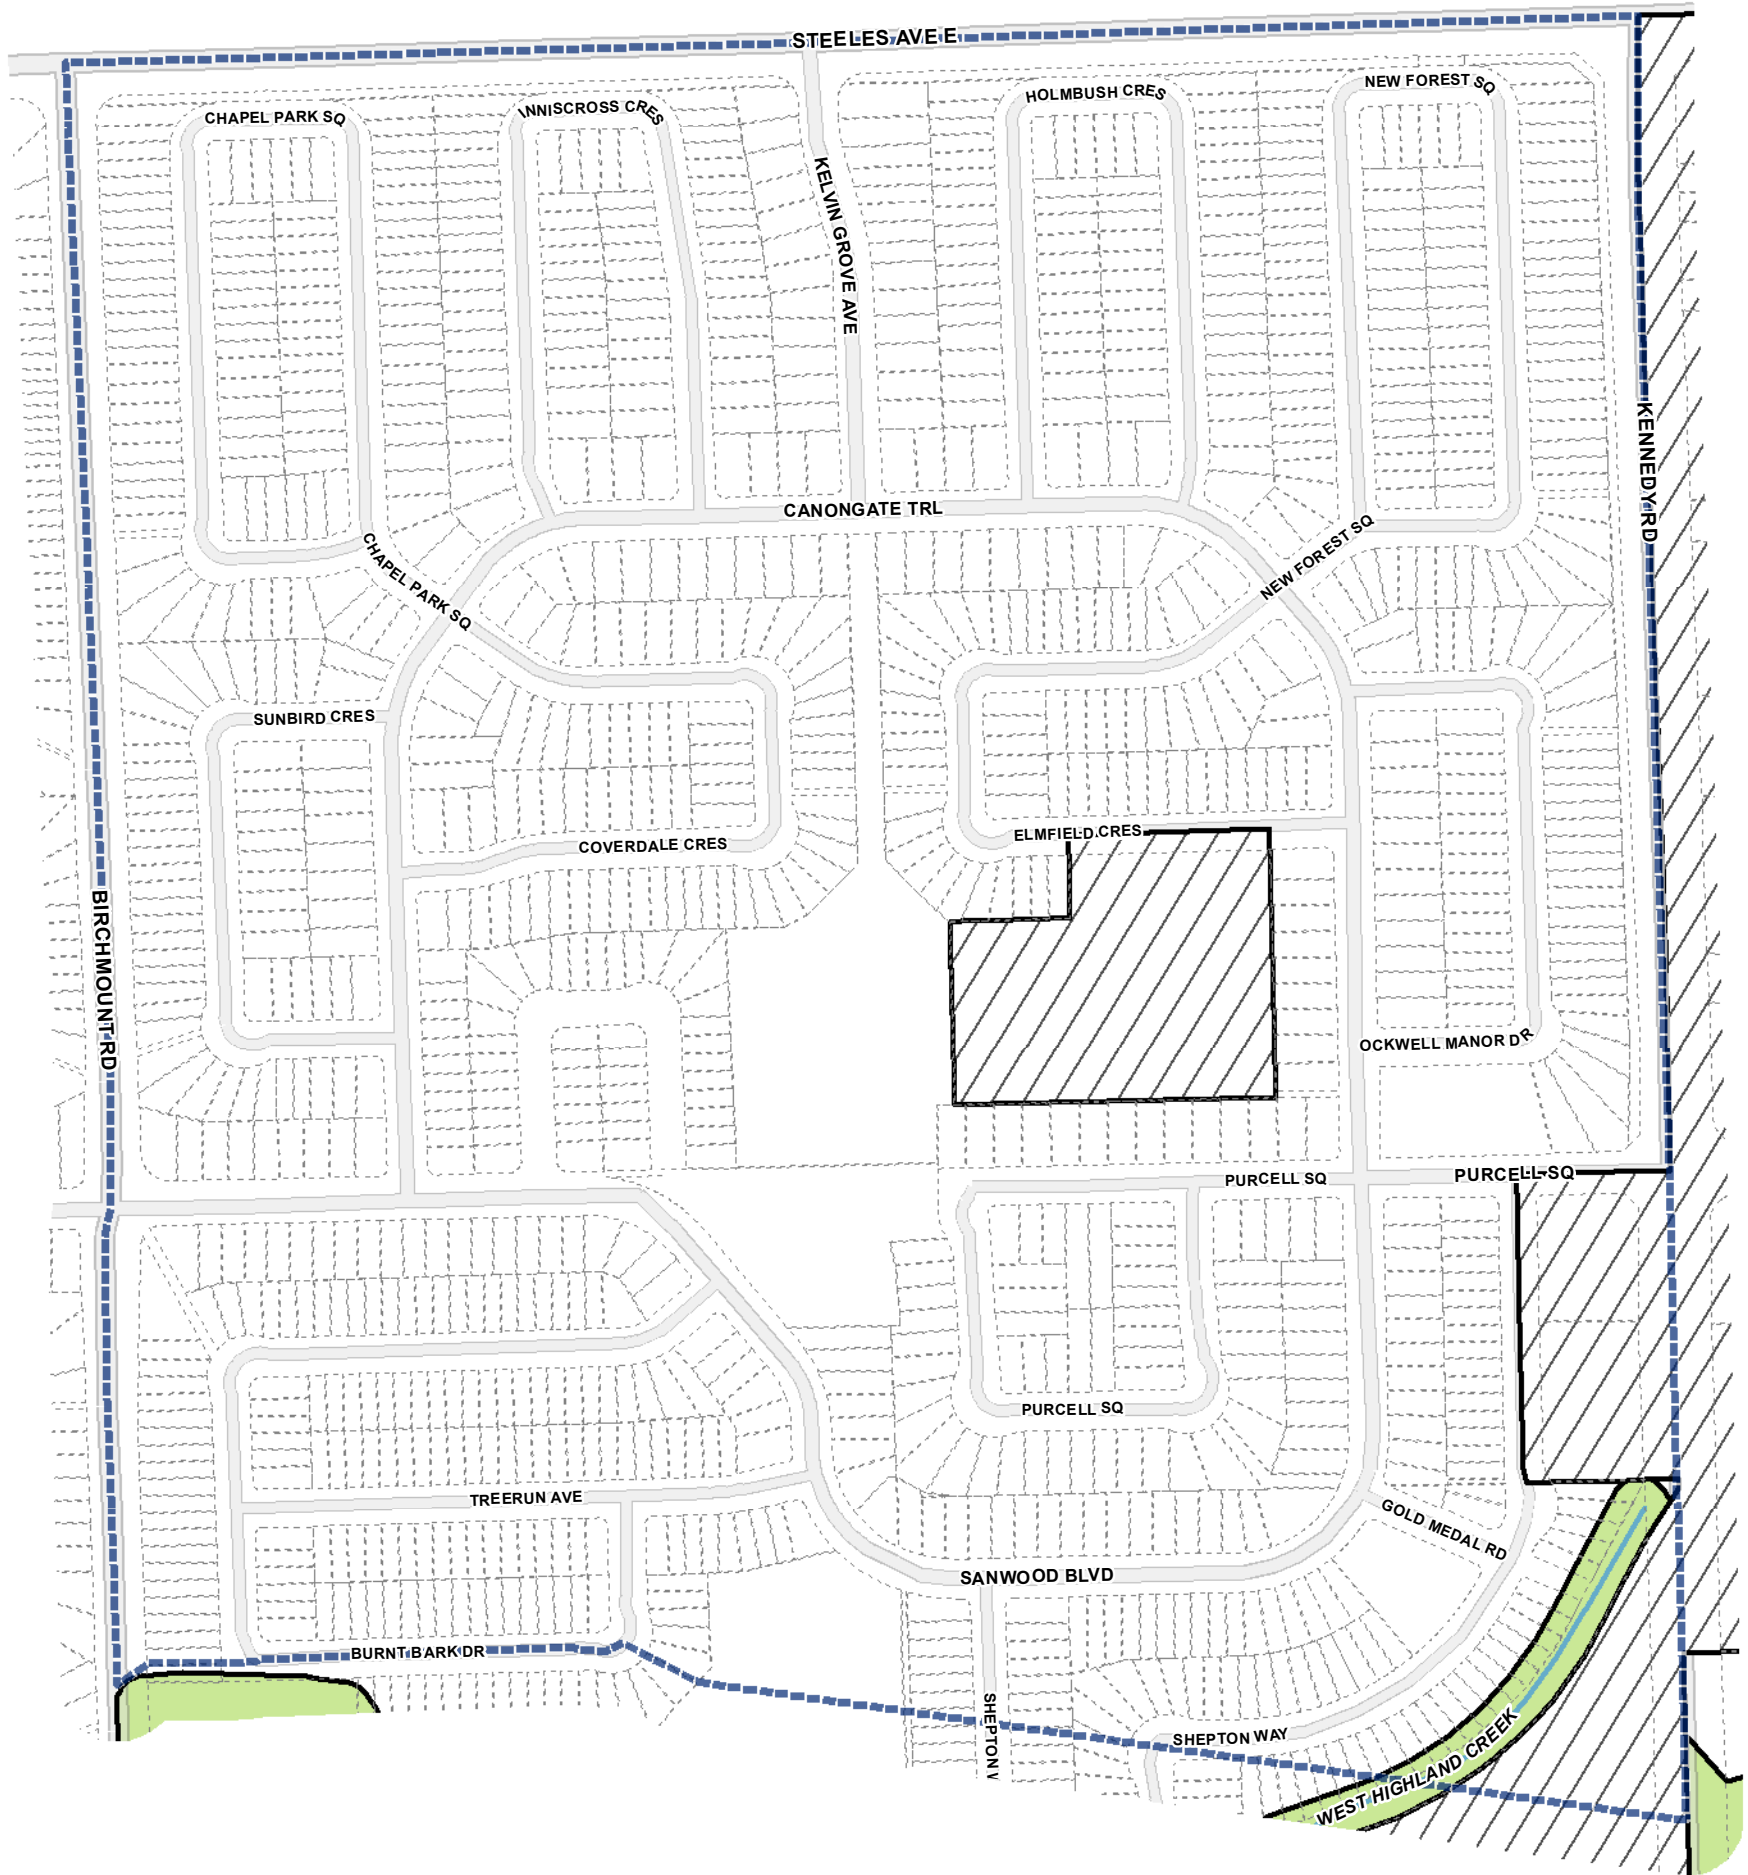 STEELES AVE E
CHAPEL PARK SQ
INNISCROSS CRES
HOLMBUSH CRES
NEW FOREST SQ
KELVIN GROVE AVE
KENNEDY RD
CANONGATE TRL
CHAPEL PARK SQ
NEW FOREST SQ
SUNBIRD CRES
ELMFIELD CRES
COVERDALE CRES
BIRCHMOUNT RD
OCKWELL MANOR DR
PURCELL SQ
PURCELL SQ
PURCELL SQ
TREERUN AVE
GOLD MEDAL RD
SANWOOD BLVD
BURNT BARK DR
SHEPTON
SHEPTON WAY
WEST HIGHLAND CREEK